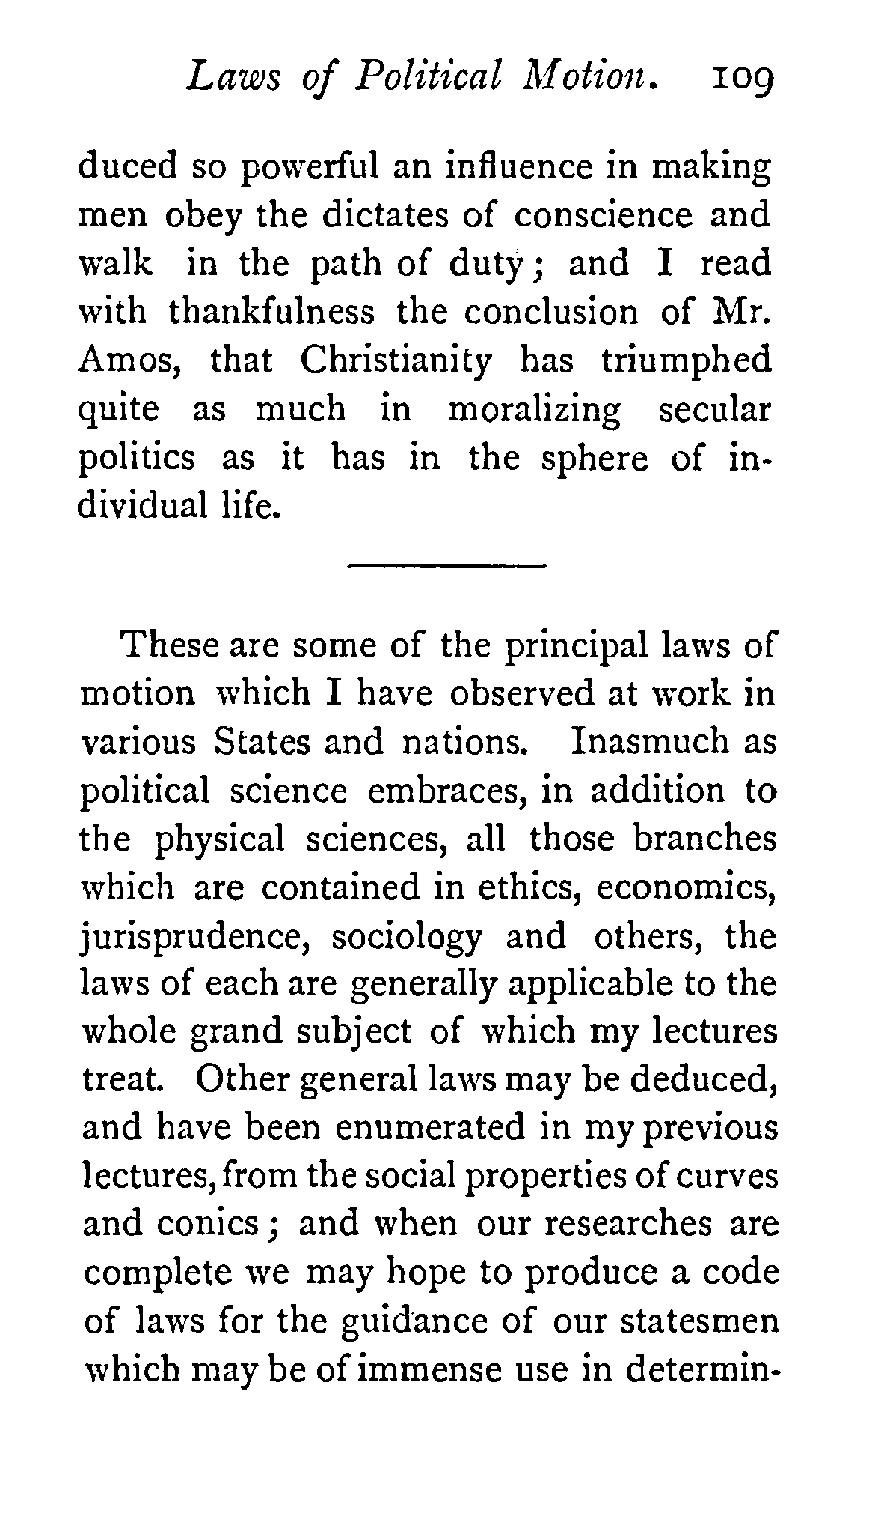 Laws of Political Motion. 109
duced so powerful an influence in making
men obey the dictates of conscience and
walk in the path of duty; and I read
with thankfulness the conclusion of Mr.
Amos, that Christianity has triumphed
quite as much in moralizing secular
politics as it has in the sphere of in-
dividual life.
These are some of the principal laws of
motion which I have observed at work in
various States and nations. Inasmuch as
political science embraces, in addition to
the physical sciences, all those branches
which are contained in ethics, economics,
jurisprudence, sociology and others, the
laws of each are generally applicable to the
whole grand subject of which my lectures
treat. Other general laws may be deduced,
and have been enumerated in my previous
lectures, from the social properties of curves
and conics; and when our researches are
complete we may hope to produce a code
of laws for the guidance of our statesmen
which may be of immense use in determin-